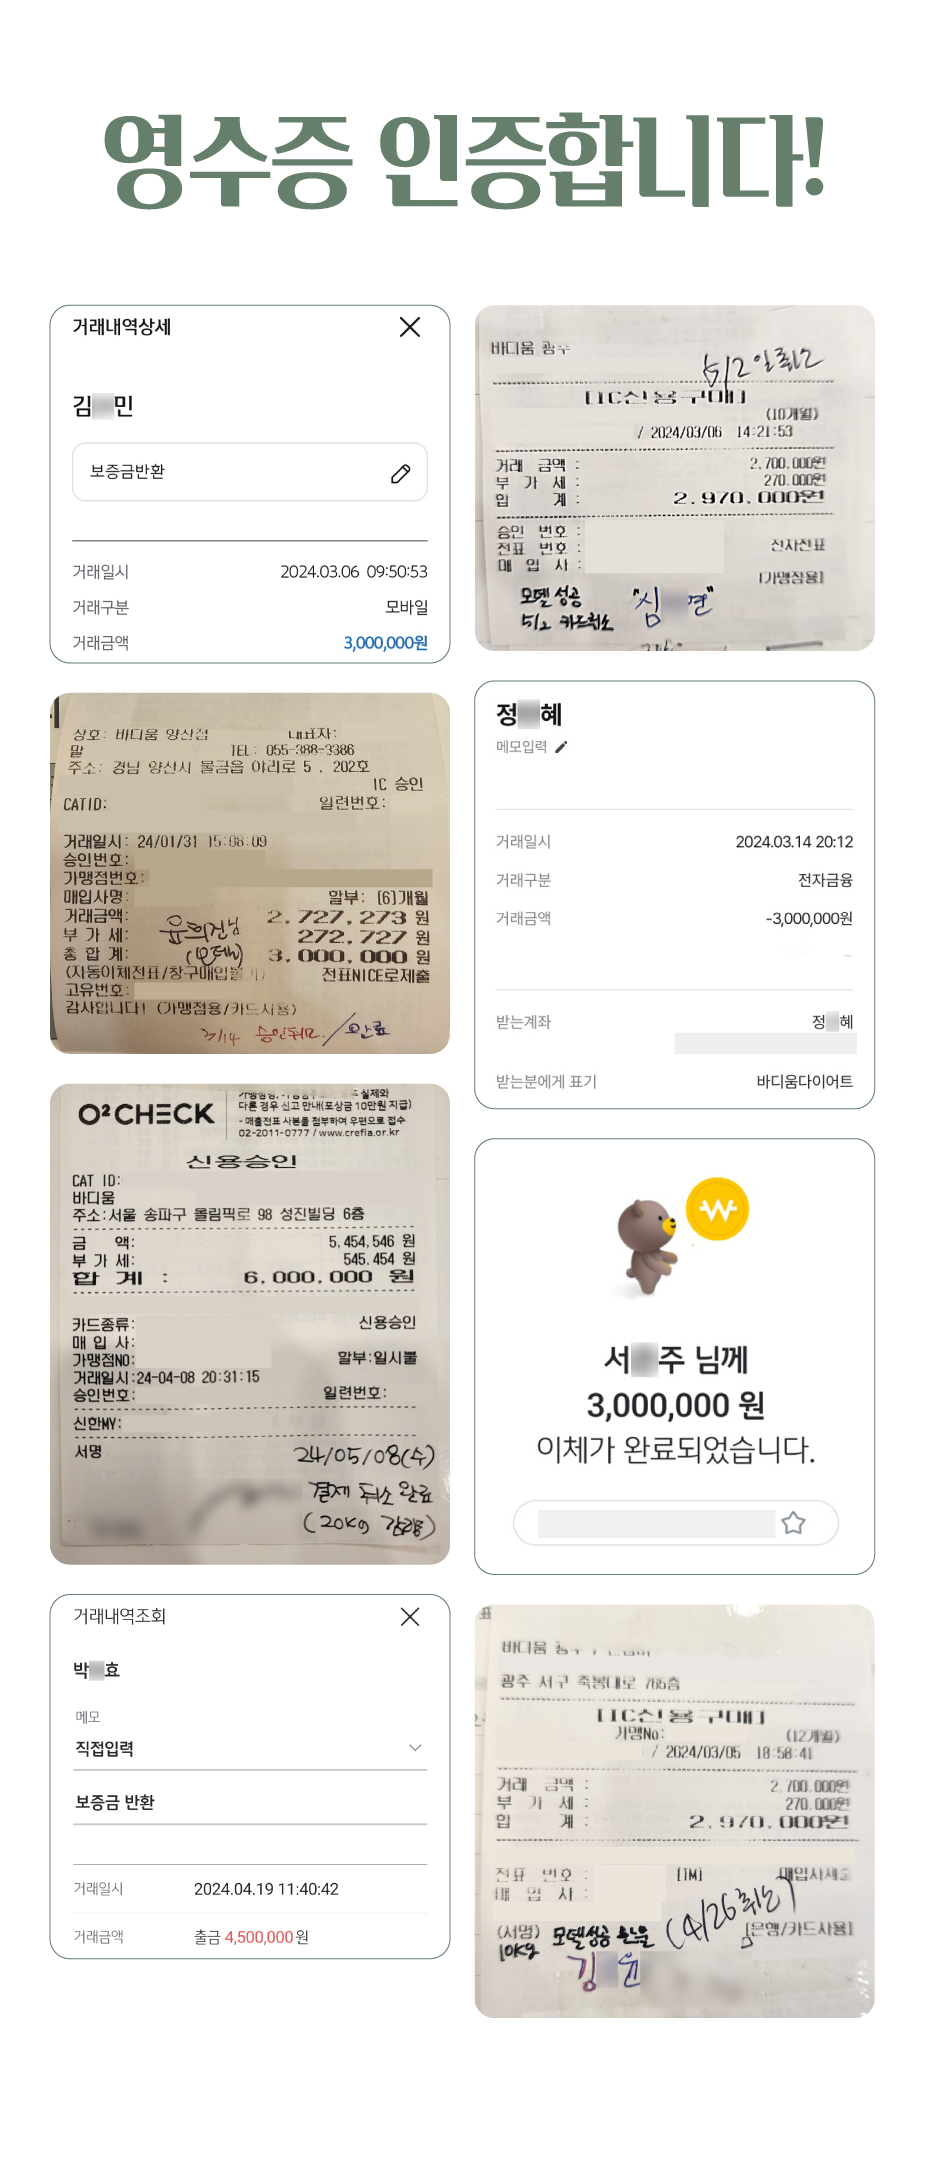 영수증 인증합니다!
거래내역상세
김 민
보증금반환
거래일시 2024.03.06 09:50:53
거래구분 모바일
거래금액 3,000,000원
바디움 광주
5/2 일 취소
IC신용구매
(10개월)
/ 2024/03/06 14:21:53
거래 금액 : 2,700,000원
부 가 세 : 270,000원
합 계 : 2,970,000원
승인 번호 :
전표 번호 : 전자전표
매 입 사 :
[가맹점용]
모델 성공 "심 연"
5/2 카드취소
상호: 바디움 양산점 대표자:
말 TEL: 055-388-3386
주소: 경남 양산시 물금읍 야리로 5 , 202호
IC 승인
CATID: 일련번호:
거래일시: 24/01/31 15:08:09
승인번호:
가맹점번호:
매입사명: 할부: [6]개월
거래금액: 2,727,273 원
부 가 세: 272,727 원
총 합 계: 3,000,000 원
윤희진님
(모델)
(자동이체전표/창구매입불가) 전표NICE로제출
고유번호:
감사합니다! (가맹점용/카드사용)
3/14 승인취소/완료
정 혜
메모입력
거래일시 2024.03.14 20:12
거래구분 전자금융
거래금액 -3,000,000원
받는계좌 정 혜
받는분에게 표기 바디움다이어트
O²CHECK
다른 경우 신고 안내(포상금 10만원 지급)
- 매출전표 사본을 첨부하여 우편으로 접수
02-2011-0777 / www.crefia.or.kr
신용승인
CAT ID:
바디움
주소:서울 송파구 올림픽로 98 성진빌딩 6층
금 액: 5,454,546 원
부 가 세: 545,454 원
합 계 : 6,000,000 원
카드종류: 신용승인
매 입 사:
가맹점NO: 할부:일시불
거래일시:24-04-08 20:31:15
승인번호: 일련번호:
신한MY:
서명
24/05/08(수)
결제 취소 완료
(20kg 감량)
서 주 님께
3,000,000 원
이체가 완료되었습니다.
거래내역조회
박 효
메모
직접입력
보증금 반환
거래일시 2024.04.19 11:40:42
거래금액 출금 4,500,000원
바디움 광주
광주 서구 죽봉대로 765층
IC신용구매
가맹No: (12개월)
/ 2024/03/05 18:58:41
거래 금액 : 2,700,000원
부 가 세 : 270,000원
합 계 : 2,970,000원
전표 번호 : [IM]
매 입 사 :
(서명) 모델성공 (4/26 취소)
[은행/카드사용]
10kg
김 윤